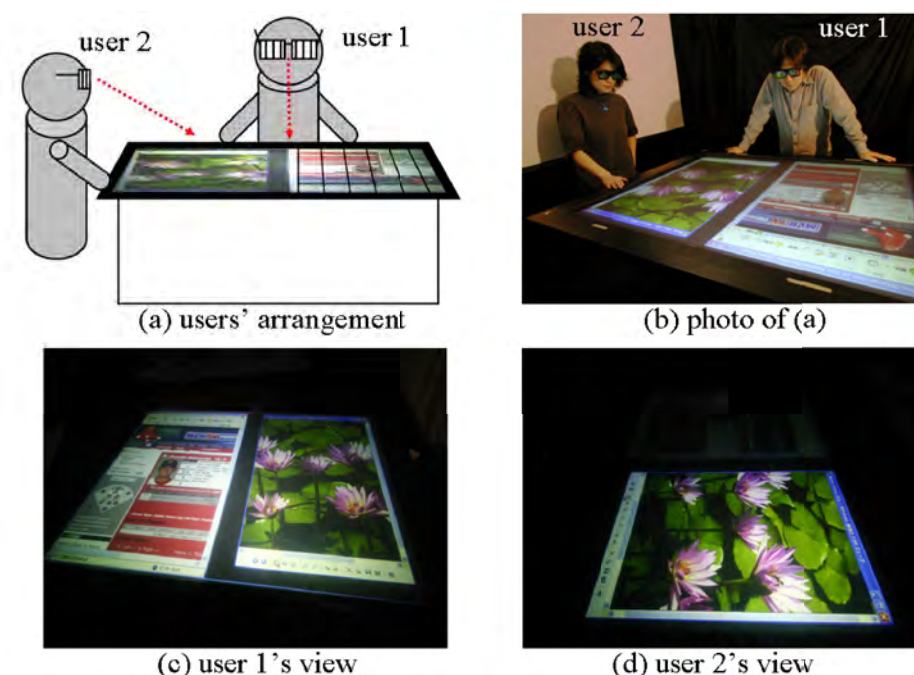 user 2
user 1
(a) users’ arrangement
user 2
user 1
(b) photo of (a)
(c) user 1’s view
(d) user 2’s view